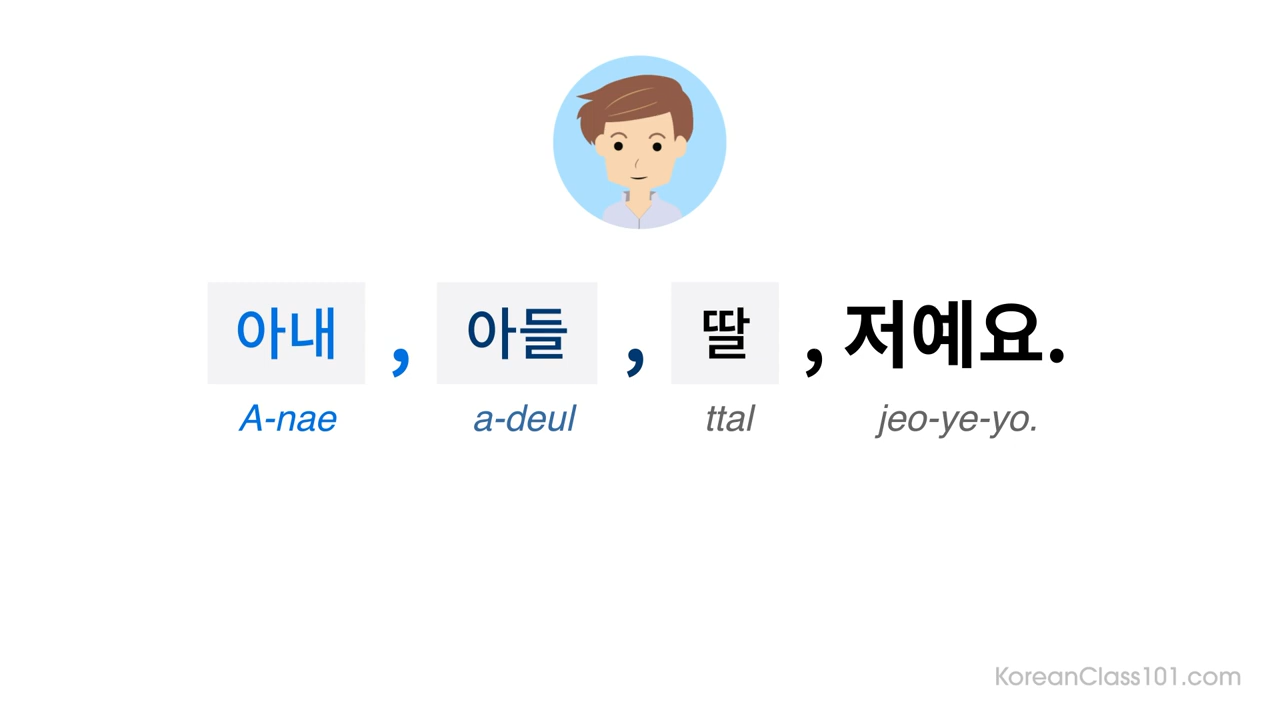 아내 , 아들 , 딸 , 저예요.
A-nae a-deul ttal jeo-ye-yo.
KoreanClass101.com